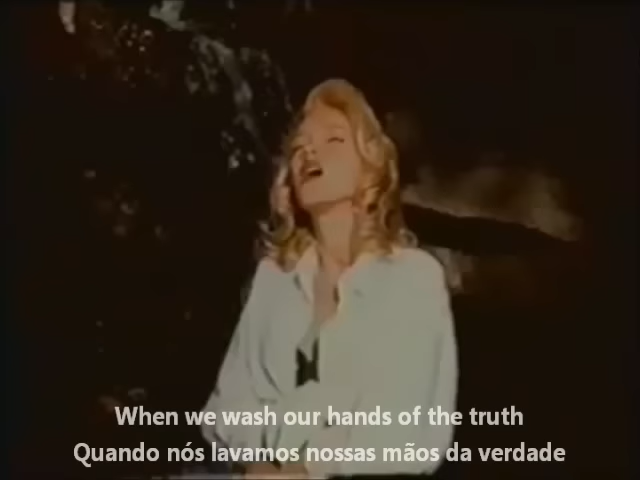 When we wash our hands of the truth
Quando nós lavamos nossas mãos da verdade